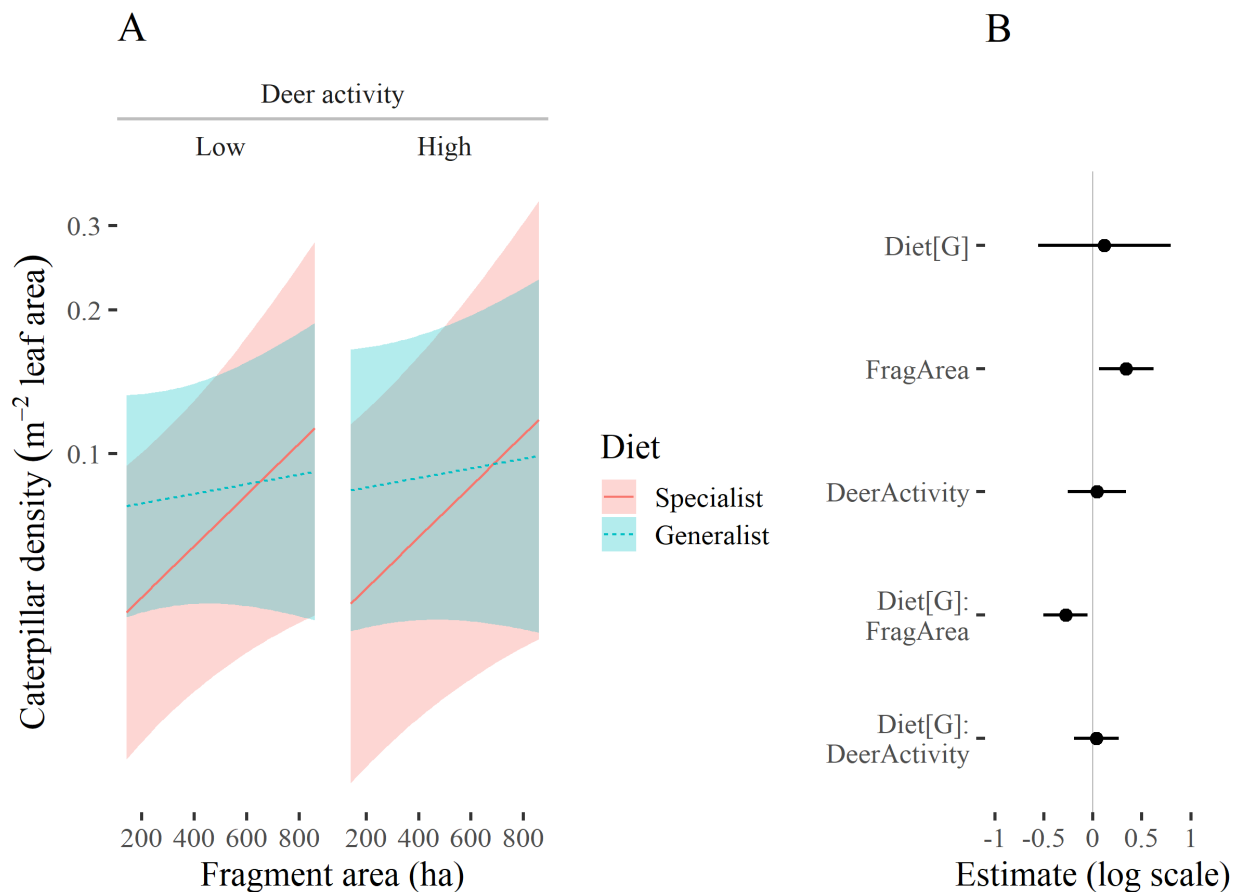 A
B
Deer activity
Low
High
Caterpillar density (m⁻² leaf area)
0.3
0.2
0.1
200 400 600 800
200 400 600 800
Fragment area (ha)
Diet
Specialist
Generalist
Diet[G]
FragArea
DeerActivity
Diet[G]:
FragArea
Diet[G]:
DeerActivity
-1 -0.5 0 0.5 1
Estimate (log scale)